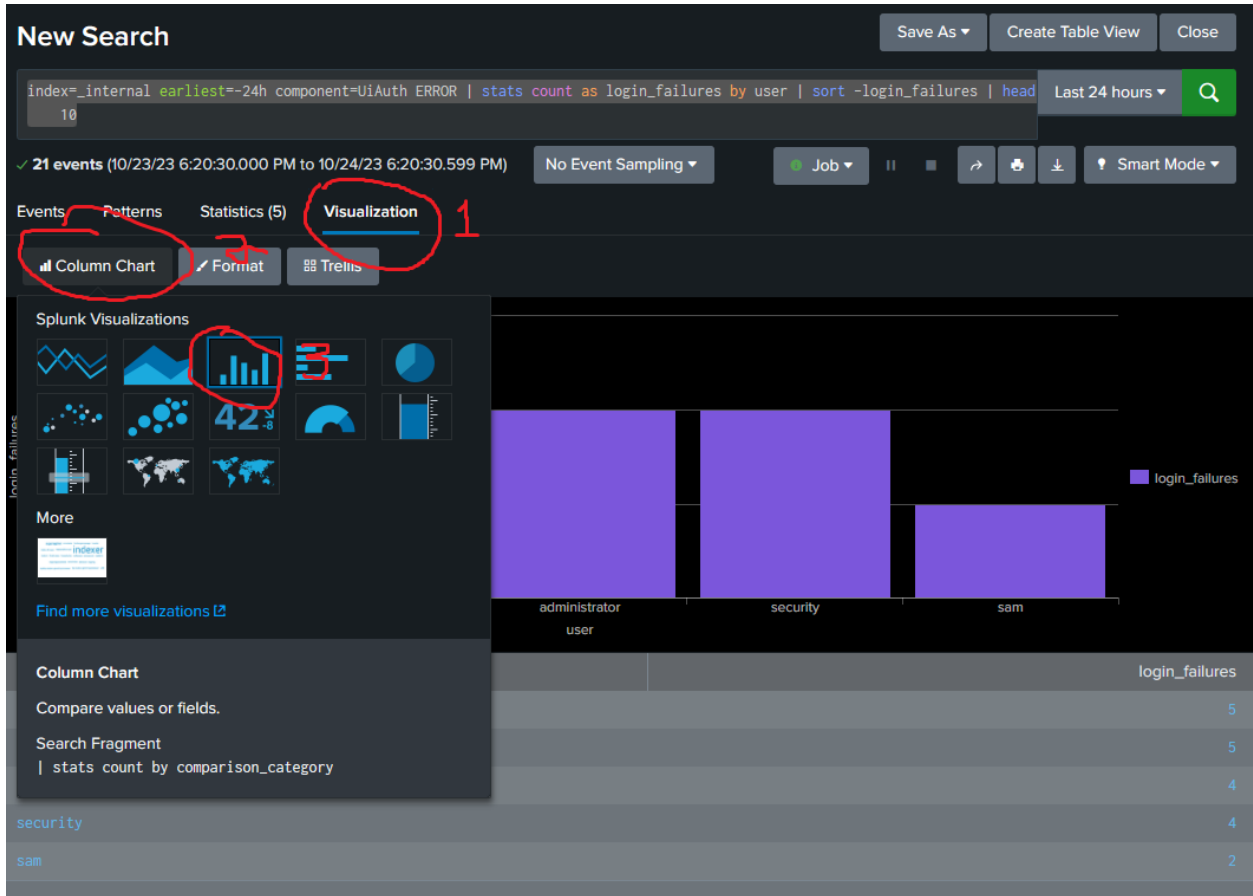 New Search
Save As ▾
Create Table View
Close
index=_internal earliest=-24h component=UiAuth ERROR | stats count as login_failures by user | sort -login_failures | head
10
Last 24 hours ▾
✓ 21 events (10/23/23 6:20:30.000 PM to 10/24/23 6:20:30.599 PM)
No Event Sampling ▾
Job ▾
Smart Mode ▾
Events
Patterns
Statistics (5)
Visualization
1
Column Chart
2
Format
Trellis
Splunk Visualizations
3
42
-8
login_failures
login_failures
More
indexer
Find more visualizations
administrator
security
sam
user
Column Chart
Compare values or fields.
Search Fragment
| stats count by comparison_category
login_failures
5
5
4
security
4
sam
2